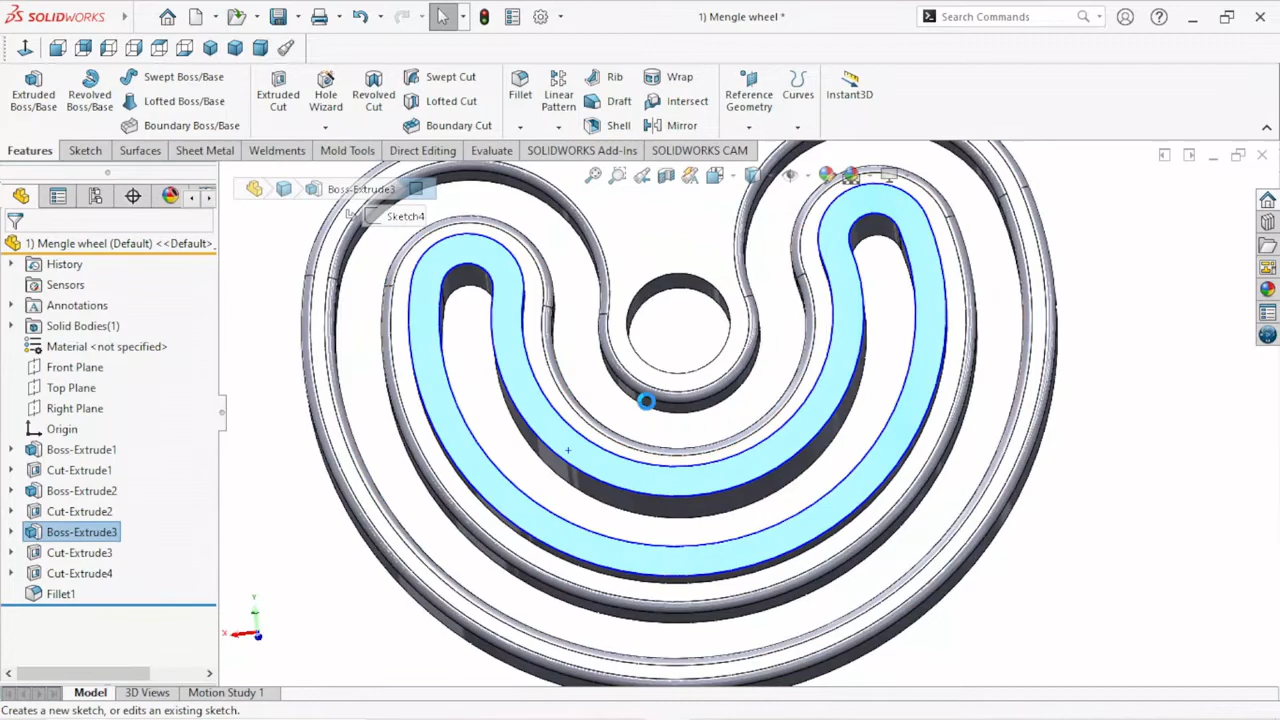 SOLIDWORKS
1) Mengle wheel *
Search Commands
Extruded Boss/Base
Revolved Boss/Base
Swept Boss/Base
Lofted Boss/Base
Boundary Boss/Base
Extruded Cut
Hole Wizard
Revolved Cut
Swept Cut
Lofted Cut
Boundary Cut
Fillet
Linear Pattern
Rib
Draft
Shell
Wrap
Intersect
Mirror
Reference Geometry
Curves
Instant3D
Features
Sketch
Surfaces
Sheet Metal
Weldments
Mold Tools
Direct Editing
Evaluate
SOLIDWORKS Add-Ins
SOLIDWORKS CAM
Boss-Extrude3
Sketch4
1) Mengle wheel (Default) <<Default>_
History
Sensors
Annotations
Solid Bodies(1)
Material <not specified>
Front Plane
Top Plane
Right Plane
Origin
Boss-Extrude1
Cut-Extrude1
Boss-Extrude2
Cut-Extrude2
Boss-Extrude3
Cut-Extrude3
Cut-Extrude4
Fillet1
Y
X
Model
3D Views
Motion Study 1
Creates a new sketch, or edits an existing sketch.